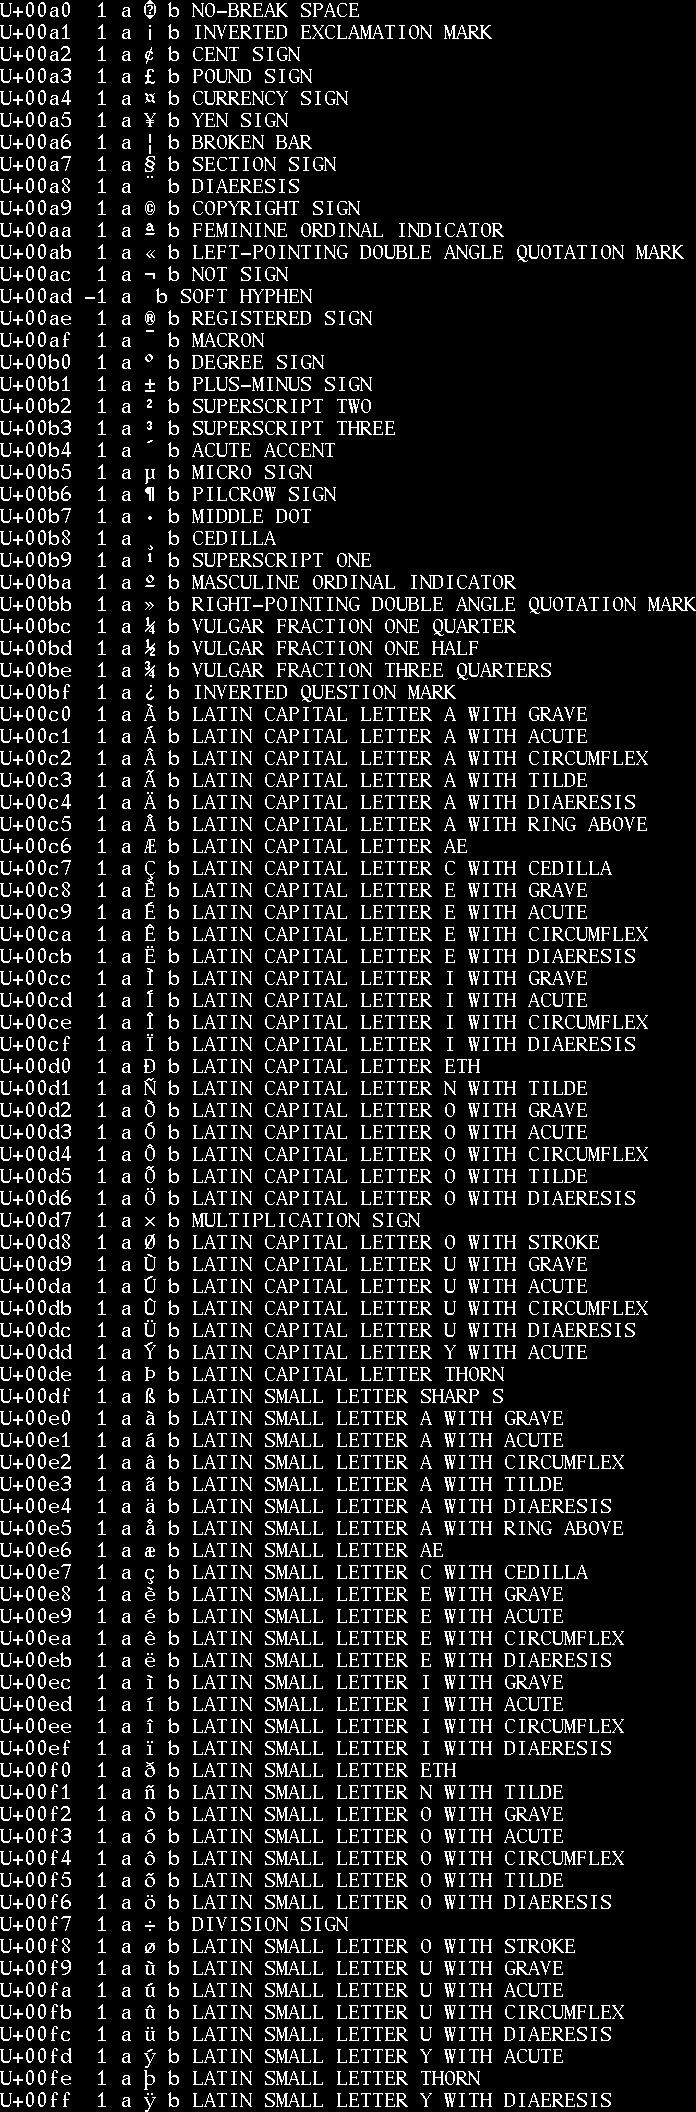 U+00a0  1 a � b NO-BREAK SPACE
U+00a1  1 a ¡ b INVERTED EXCLAMATION MARK
U+00a2  1 a ¢ b CENT SIGN
U+00a3  1 a £ b POUND SIGN
U+00a4  1 a ¤ b CURRENCY SIGN
U+00a5  1 a ¥ b YEN SIGN
U+00a6  1 a ¦ b BROKEN BAR
U+00a7  1 a § b SECTION SIGN
U+00a8  1 a ¨ b DIAERESIS
U+00a9  1 a © b COPYRIGHT SIGN
U+00aa  1 a ª b FEMININE ORDINAL INDICATOR
U+00ab  1 a « b LEFT-POINTING DOUBLE ANGLE QUOTATION MARK
U+00ac  1 a ¬ b NOT SIGN
U+00ad -1 a  b SOFT HYPHEN
U+00ae  1 a ® b REGISTERED SIGN
U+00af  1 a ¯ b MACRON
U+00b0  1 a ° b DEGREE SIGN
U+00b1  1 a ± b PLUS-MINUS SIGN
U+00b2  1 a ² b SUPERSCRIPT TWO
U+00b3  1 a ³ b SUPERSCRIPT THREE
U+00b4  1 a ´ b ACUTE ACCENT
U+00b5  1 a µ b MICRO SIGN
U+00b6  1 a ¶ b PILCROW SIGN
U+00b7  1 a · b MIDDLE DOT
U+00b8  1 a ¸ b CEDILLA
U+00b9  1 a ¹ b SUPERSCRIPT ONE
U+00ba  1 a º b MASCULINE ORDINAL INDICATOR
U+00bb  1 a » b RIGHT-POINTING DOUBLE ANGLE QUOTATION MARK
U+00bc  1 a ¼ b VULGAR FRACTION ONE QUARTER
U+00bd  1 a ½ b VULGAR FRACTION ONE HALF
U+00be  1 a ¾ b VULGAR FRACTION THREE QUARTERS
U+00bf  1 a ¿ b INVERTED QUESTION MARK
U+00c0  1 a À b LATIN CAPITAL LETTER A WITH GRAVE
U+00c1  1 a Á b LATIN CAPITAL LETTER A WITH ACUTE
U+00c2  1 a Â b LATIN CAPITAL LETTER A WITH CIRCUMFLEX
U+00c3  1 a Ã b LATIN CAPITAL LETTER A WITH TILDE
U+00c4  1 a Ä b LATIN CAPITAL LETTER A WITH DIAERESIS
U+00c5  1 a Å b LATIN CAPITAL LETTER A WITH RING ABOVE
U+00c6  1 a Æ b LATIN CAPITAL LETTER AE
U+00c7  1 a Ç b LATIN CAPITAL LETTER C WITH CEDILLA
U+00c8  1 a È b LATIN CAPITAL LETTER E WITH GRAVE
U+00c9  1 a É b LATIN CAPITAL LETTER E WITH ACUTE
U+00ca  1 a Ê b LATIN CAPITAL LETTER E WITH CIRCUMFLEX
U+00cb  1 a Ë b LATIN CAPITAL LETTER E WITH DIAERESIS
U+00cc  1 a Ì b LATIN CAPITAL LETTER I WITH GRAVE
U+00cd  1 a Í b LATIN CAPITAL LETTER I WITH ACUTE
U+00ce  1 a Î b LATIN CAPITAL LETTER I WITH CIRCUMFLEX
U+00cf  1 a Ï b LATIN CAPITAL LETTER I WITH DIAERESIS
U+00d0  1 a Ð b LATIN CAPITAL LETTER ETH
U+00d1  1 a Ñ b LATIN CAPITAL LETTER N WITH TILDE
U+00d2  1 a Ò b LATIN CAPITAL LETTER O WITH GRAVE
U+00d3  1 a Ó b LATIN CAPITAL LETTER O WITH ACUTE
U+00d4  1 a Ô b LATIN CAPITAL LETTER O WITH CIRCUMFLEX
U+00d5  1 a Õ b LATIN CAPITAL LETTER O WITH TILDE
U+00d6  1 a Ö b LATIN CAPITAL LETTER O WITH DIAERESIS
U+00d7  1 a × b MULTIPLICATION SIGN
U+00d8  1 a Ø b LATIN CAPITAL LETTER O WITH STROKE
U+00d9  1 a Ù b LATIN CAPITAL LETTER U WITH GRAVE
U+00da  1 a Ú b LATIN CAPITAL LETTER U WITH ACUTE
U+00db  1 a Û b LATIN CAPITAL LETTER U WITH CIRCUMFLEX
U+00dc  1 a Ü b LATIN CAPITAL LETTER U WITH DIAERESIS
U+00dd  1 a Ý b LATIN CAPITAL LETTER Y WITH ACUTE
U+00de  1 a Þ b LATIN CAPITAL LETTER THORN
U+00df  1 a ß b LATIN SMALL LETTER SHARP S
U+00e0  1 a à b LATIN SMALL LETTER A WITH GRAVE
U+00e1  1 a á b LATIN SMALL LETTER A WITH ACUTE
U+00e2  1 a â b LATIN SMALL LETTER A WITH CIRCUMFLEX
U+00e3  1 a ã b LATIN SMALL LETTER A WITH TILDE
U+00e4  1 a ä b LATIN SMALL LETTER A WITH DIAERESIS
U+00e5  1 a å b LATIN SMALL LETTER A WITH RING ABOVE
U+00e6  1 a æ b LATIN SMALL LETTER AE
U+00e7  1 a ç b LATIN SMALL LETTER C WITH CEDILLA
U+00e8  1 a è b LATIN SMALL LETTER E WITH GRAVE
U+00e9  1 a é b LATIN SMALL LETTER E WITH ACUTE
U+00ea  1 a ê b LATIN SMALL LETTER E WITH CIRCUMFLEX
U+00eb  1 a ë b LATIN SMALL LETTER E WITH DIAERESIS
U+00ec  1 a ì b LATIN SMALL LETTER I WITH GRAVE
U+00ed  1 a í b LATIN SMALL LETTER I WITH ACUTE
U+00ee  1 a î b LATIN SMALL LETTER I WITH CIRCUMFLEX
U+00ef  1 a ï b LATIN SMALL LETTER I WITH DIAERESIS
U+00f0  1 a ð b LATIN SMALL LETTER ETH
U+00f1  1 a ñ b LATIN SMALL LETTER N WITH TILDE
U+00f2  1 a ò b LATIN SMALL LETTER O WITH GRAVE
U+00f3  1 a ó b LATIN SMALL LETTER O WITH ACUTE
U+00f4  1 a ô b LATIN SMALL LETTER O WITH CIRCUMFLEX
U+00f5  1 a õ b LATIN SMALL LETTER O WITH TILDE
U+00f6  1 a ö b LATIN SMALL LETTER O WITH DIAERESIS
U+00f7  1 a ÷ b DIVISION SIGN
U+00f8  1 a ø b LATIN SMALL LETTER O WITH STROKE
U+00f9  1 a ù b LATIN SMALL LETTER U WITH GRAVE
U+00fa  1 a ú b LATIN SMALL LETTER U WITH ACUTE
U+00fb  1 a û b LATIN SMALL LETTER U WITH CIRCUMFLEX
U+00fc  1 a ü b LATIN SMALL LETTER U WITH DIAERESIS
U+00fd  1 a ý b LATIN SMALL LETTER Y WITH ACUTE
U+00fe  1 a þ b LATIN SMALL LETTER THORN
U+00ff  1 a ÿ b LATIN SMALL LETTER Y WITH DIAERESIS